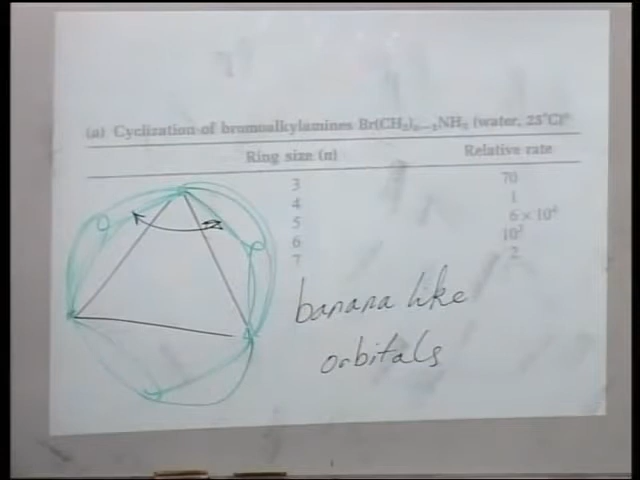 (a) Cyclization of bromoalkylamines Br(CH₂)ₙ₋₁NH₂ (water, 25°C)ᵃ
Ring size (n) Relative rate
3 70
4 1
5 6 × 10⁴
6 10³
7 2
banana like
orbitals